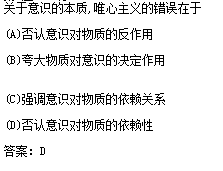 关于意识的本质,唯心主义的错误在于
(A)否认意识对物质的反作用
(B)夸大物质对意识的决定作用
(C)强调意识对物质的依赖关系
(D)否认意识对物质的依赖性
答案：D